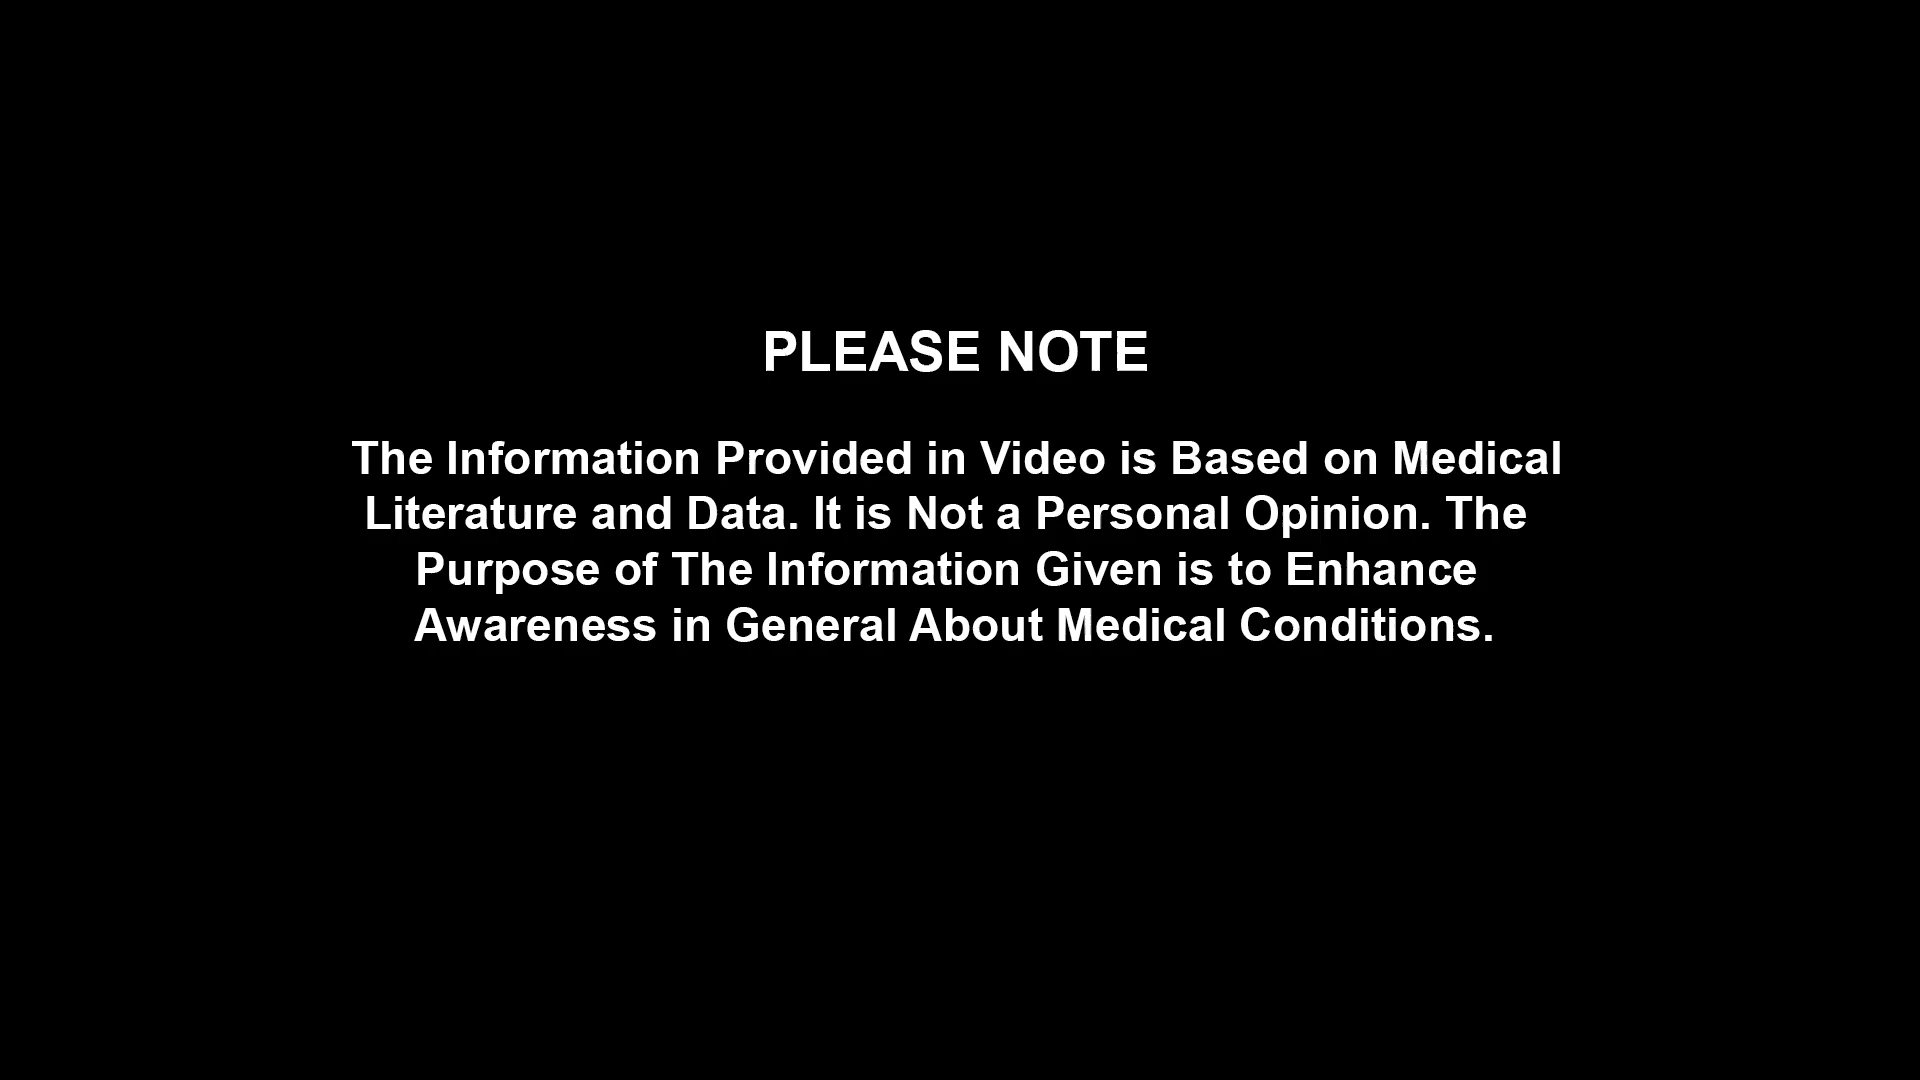 PLEASE NOTE
The Information Provided in Video is Based on Medical
Literature and Data. It is Not a Personal Opinion. The
Purpose of The Information Given is to Enhance
Awareness in General About Medical Conditions.